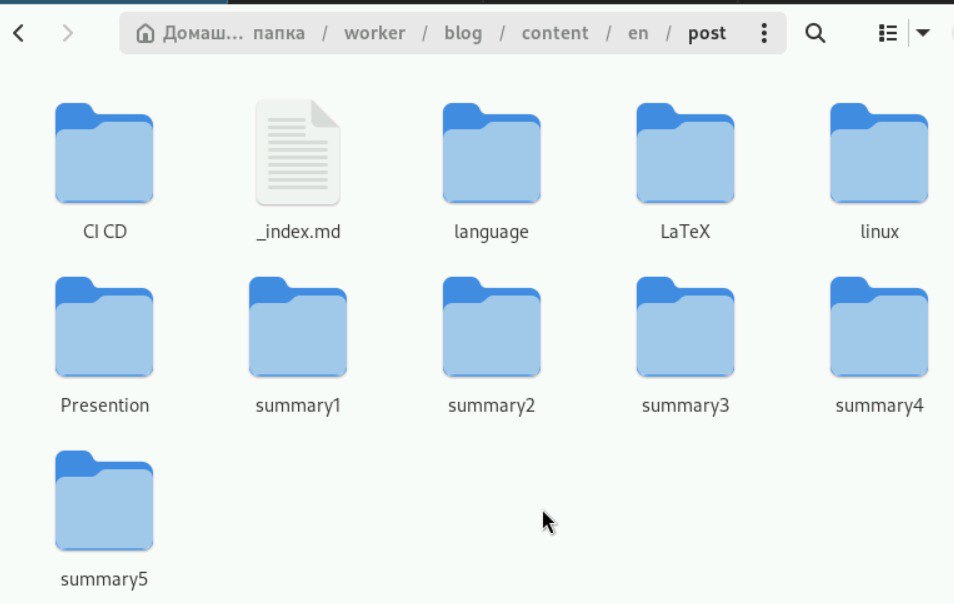 Домаш... папка / worker / blog / content / en / post
CI CD
_index.md
language
LaTeX
linux
Presention
summary1
summary2
summary3
summary4
summary5